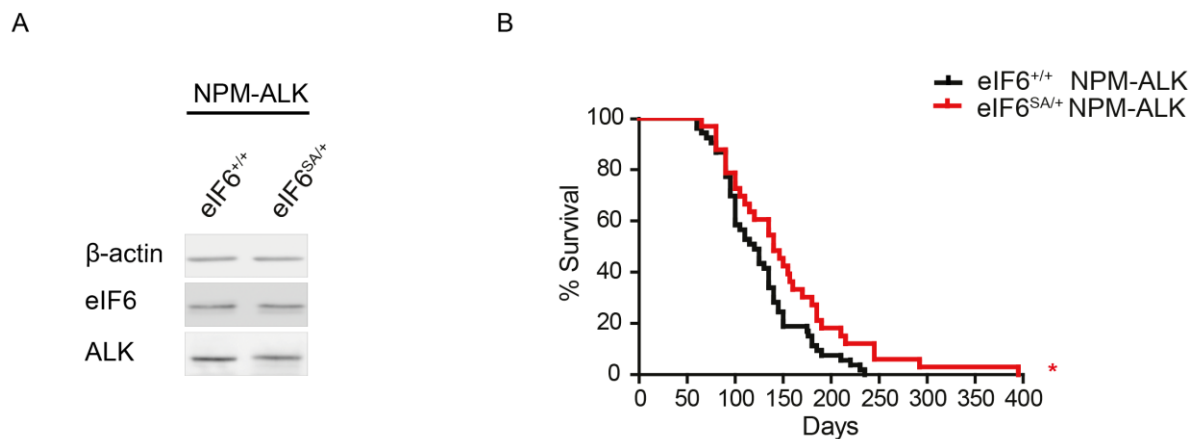 A
NPM-ALK
eIF6+/+
eIF6SA/+
β-actin
eIF6
ALK
B
eIF6+/+ NPM-ALK
eIF6SA/+ NPM-ALK
% Survival
100
80
60
40
20
0
0 50 100 150 200 250 300 350 400
*
Days